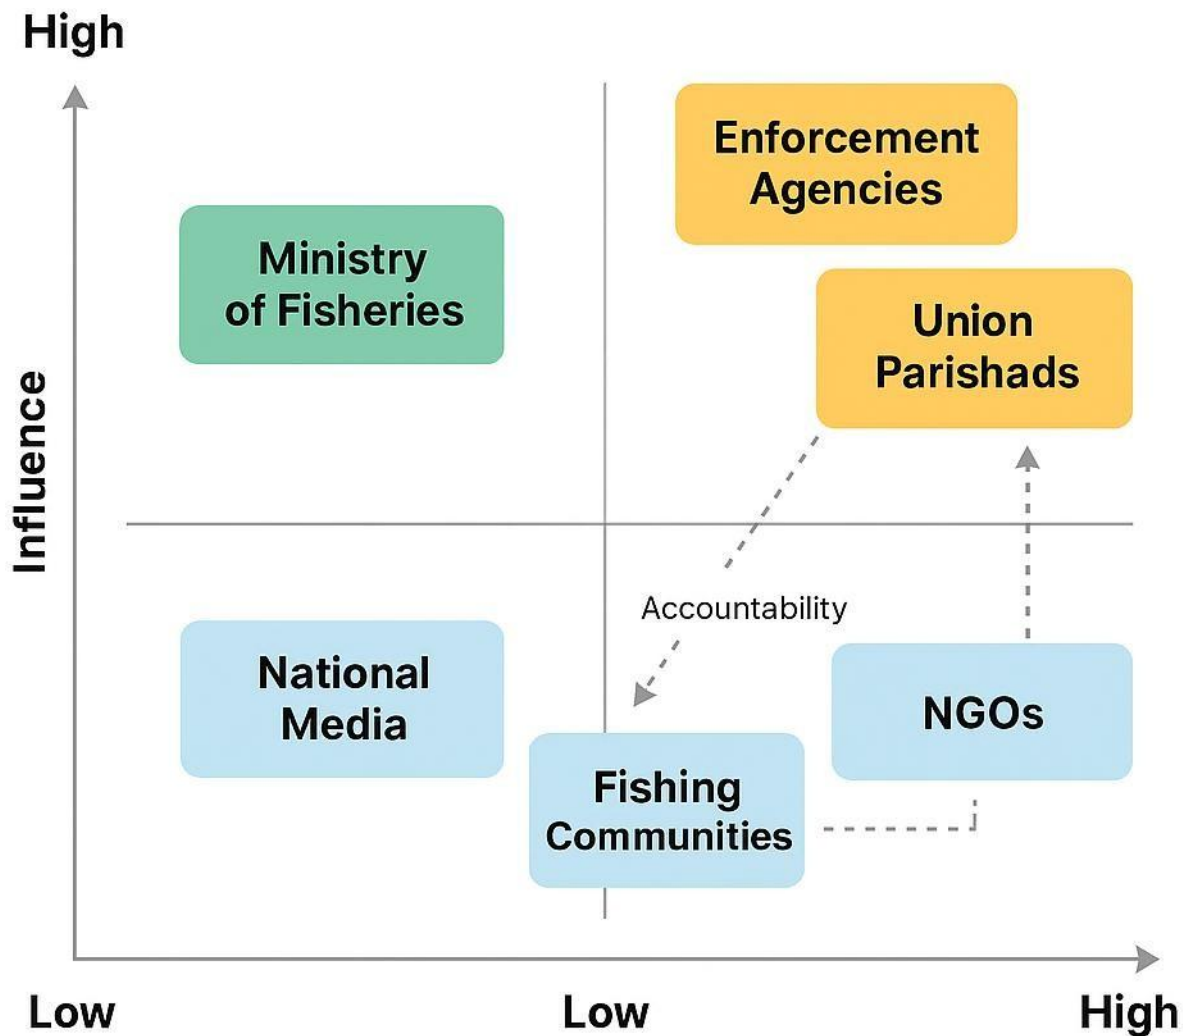 High
Enforcement
Agencies
Ministry
of Fisheries
Union
Parishads
Influence
Accountability
National
Media
NGOs
Fishing
Communities
Low
Low
High